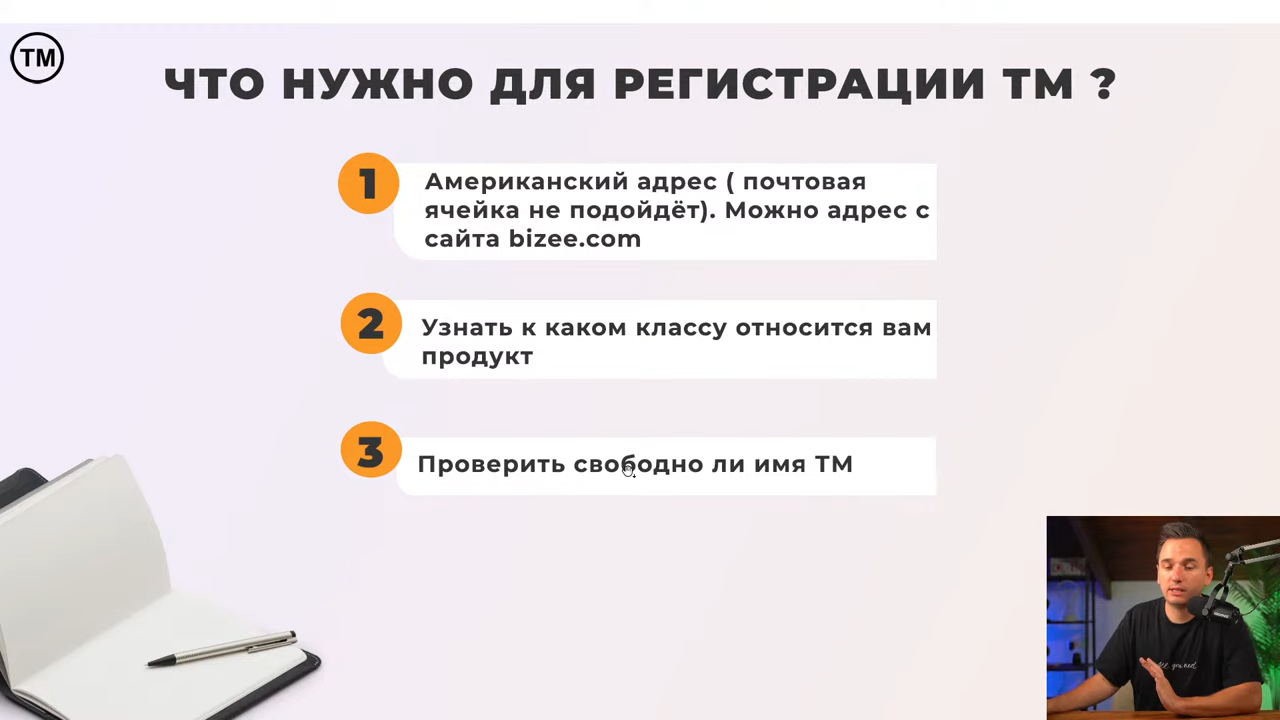 TM
ЧТО НУЖНО ДЛЯ РЕГИСТРАЦИИ ТМ ?
1
Американский адрес ( почтовая
ячейка не подойдёт). Можно адрес с
сайта bizee.com
2
Узнать к каком классу относится вам
продукт
3
Проверить свободно ли имя ТМ